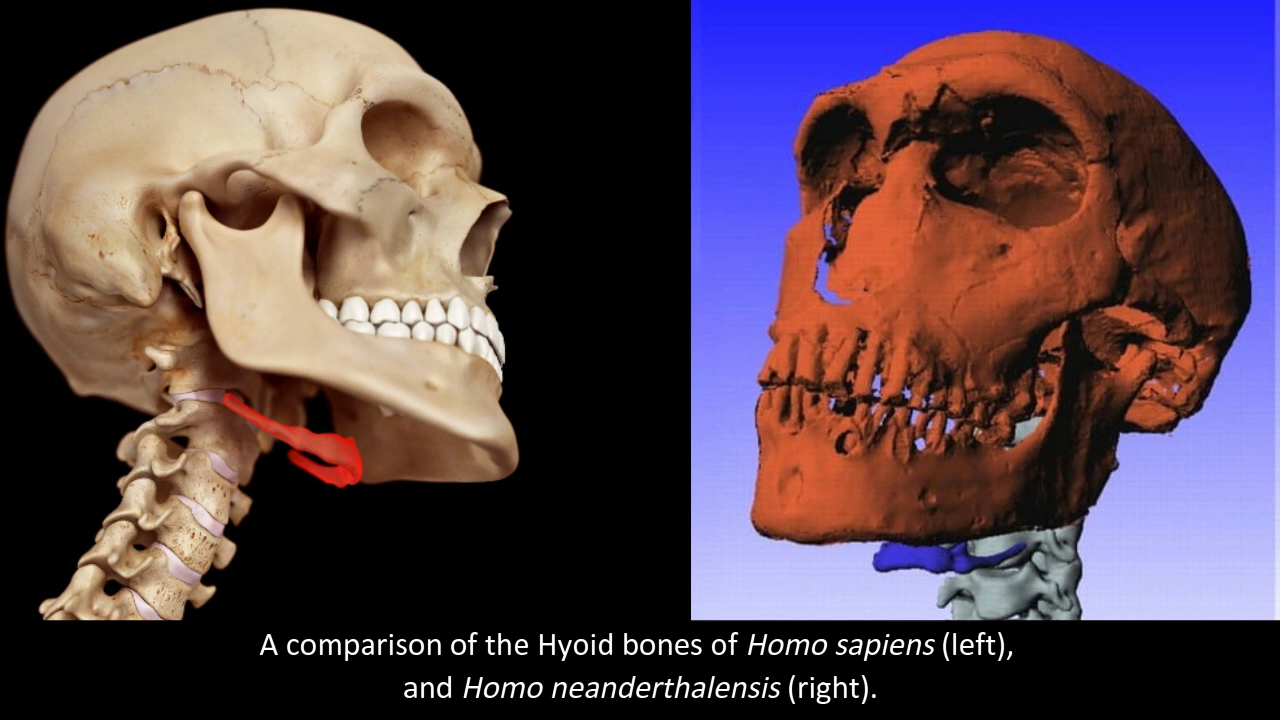 A comparison of the Hyoid bones of Homo sapiens (left),
and Homo neanderthalensis (right).